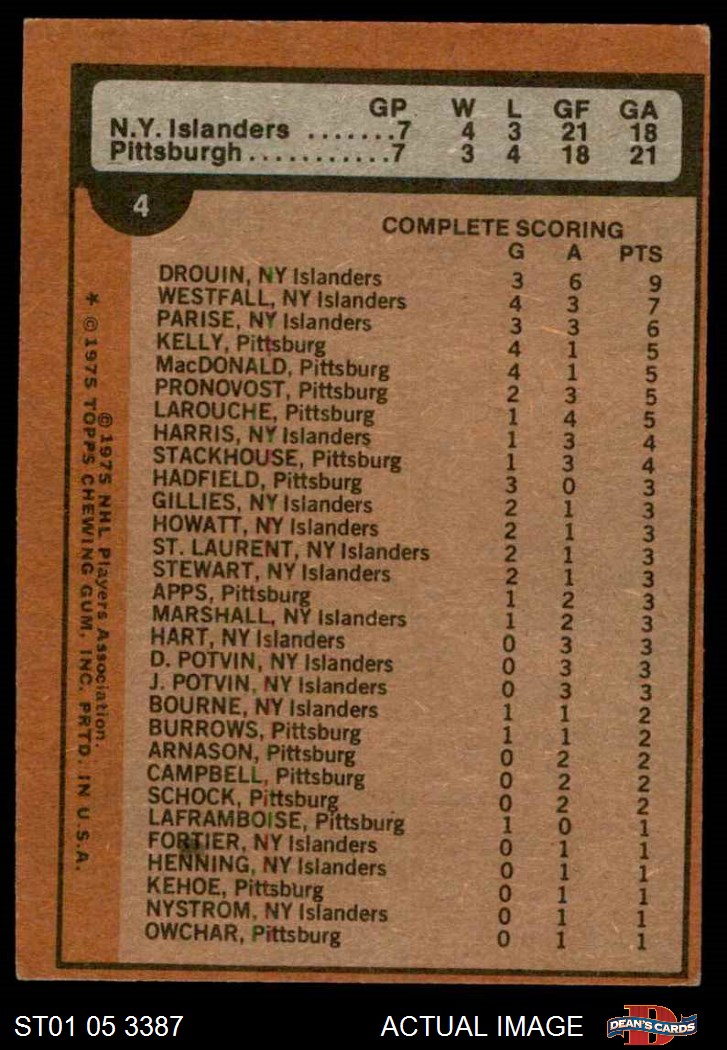 GP W L GF GA
N.Y. Islanders .......7 4 3 21 18
Pittsburgh...........7 3 4 18 21
4
COMPLETE SCORING
G A PTS
DROUIN, NY Islanders 3 6 9
WESTFALL, NY Islanders 4 3 7
PARISE, NY Islanders 3 3 6
KELLY, Pittsburg 4 1 5
MacDONALD, Pittsburg 4 1 5
PRONOVOST, Pittsburg 2 3 5
LAROUCHE, Pittsburg 1 4 5
HARRIS, NY Islanders 1 3 4
STACKHOUSE, Pittsburg 1 3 4
HADFIELD, Pittsburg 3 0 3
GILLIES, NY Islanders 2 1 3
HOWATT, NY Islanders 2 1 3
ST. LAURENT, NY Islanders 2 1 3
STEWART, NY Islanders 2 1 3
APPS, Pittsburg 1 2 3
MARSHALL, NY Islanders 1 2 3
HART, NY Islanders 0 3 3
D. POTVIN, NY Islanders 0 3 3
J. POTVIN, NY Islanders 0 3 3
BOURNE, NY Islanders 1 1 2
BURROWS, Pittsburg 1 1 2
ARNASON, Pittsburg 0 2 2
CAMPBELL, Pittsburg 0 2 2
SCHOCK, Pittsburg 0 2 2
LAFRAMBOISE, Pittsburg 1 0 1
FORTIER, NY Islanders 0 1 1
HENNING, NY Islanders 0 1 1
KEHOE, Pittsburg 0 1 1
NYSTROM, NY Islanders 0 1 1
OWCHAR, Pittsburg 0 1 1
©1975 NHL Players Association.
* ©1975 TOPPS CHEWING GUM, INC. PRTD. IN U.S.A.
ST01 05 3387 ACTUAL IMAGE
D
DEAN'S CARDS